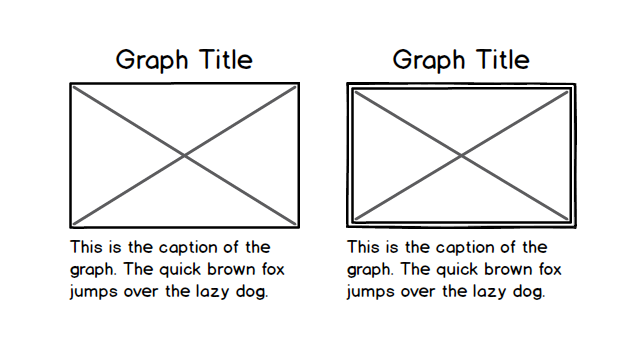 Graph Title
This is the caption of the
graph. The quick brown fox
jumps over the lazy dog.
Graph Title
This is the caption of the
graph. The quick brown fox
jumps over the lazy dog.